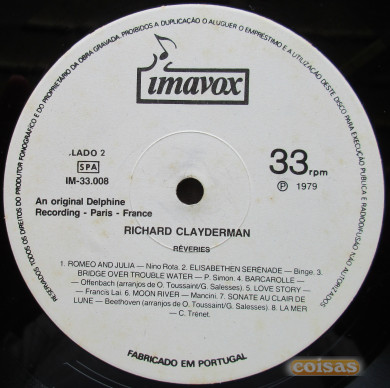 RESERVADOS TODOS OS DIREITOS DO PRODUTOR FONOGRÁFICO E DO PROPRIETÁRIO DA OBRA GRAVADA. PROIBIDOS A DUPLICAÇÃO O ALUGUER O EMPRÉSTIMO E A UTILIZAÇÃO DESTE DISCO PARA EXECUÇÃO PÚBLICA E RADIODIFUSÃO NÃO AUTORIZADOS
imavox
.LADO 2
SPA
IM-33.008
33 rpm
Ⓟ 1979
An original Delphine
Recording - Paris - France
RICHARD CLAYDERMAN
RÊVERIES
1. ROMEO AND JULIA — Nino Rota. 2. ELISABETHEN SERENADE — Binge. 3.
BRIDGE OVER TROUBLE WATER — P. Simon. 4. BARCAROLLE —
Offenbach (arranjos de O. Toussaint/G. Salesses). 5. LOVE STORY —
Francis Lai. 6. MOON RIVER — Mancini. 7. SONATE AU CLAIR DE
LUNE — Beethoven (arranjos de O. Toussaint/G. Salesses). 8. LA MER
— C. Trénet.
FABRICADO EM PORTUGAL
coisas